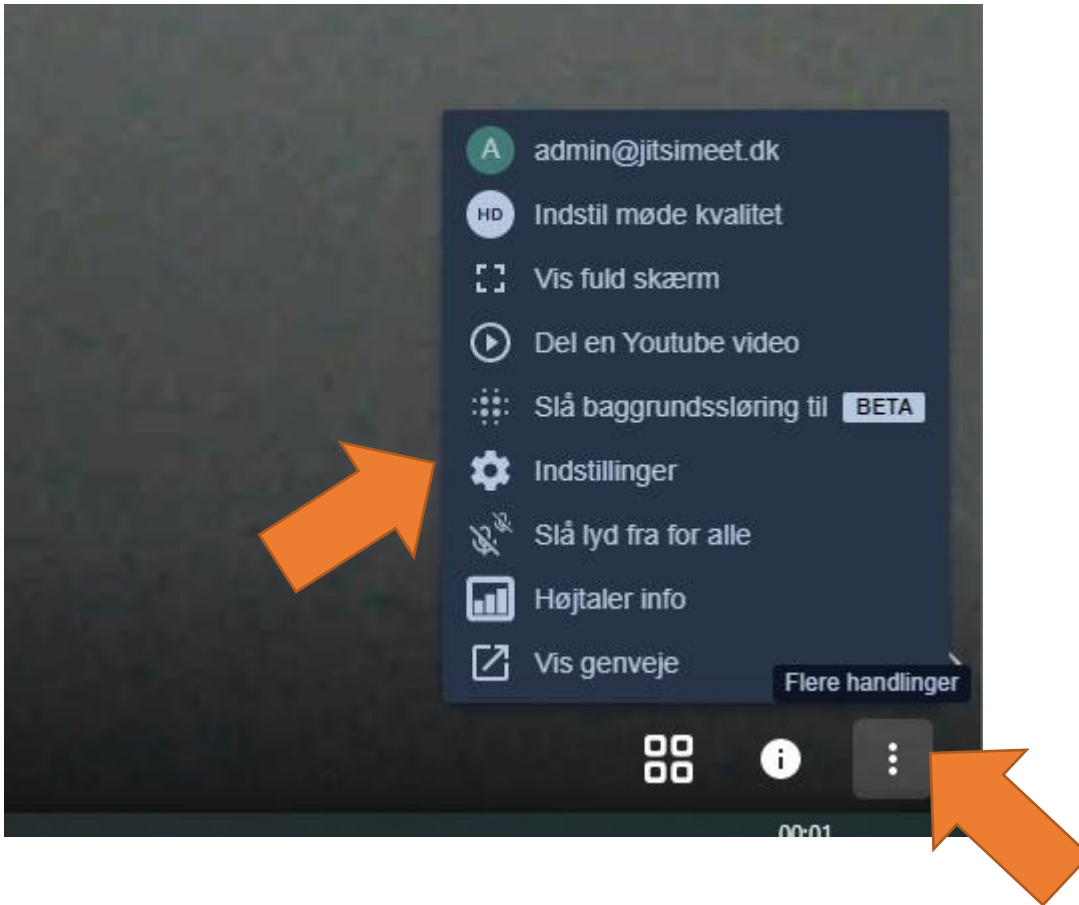 A admin@jitsimeet.dk
HD Indstil møde kvalitet
Vis fuld skærm
Del en Youtube video
Slå baggrundssløring til BETA
Indstillinger
Slå lyd fra for alle
Højtaler info
Vis genveje
Flere handlinger
00:01